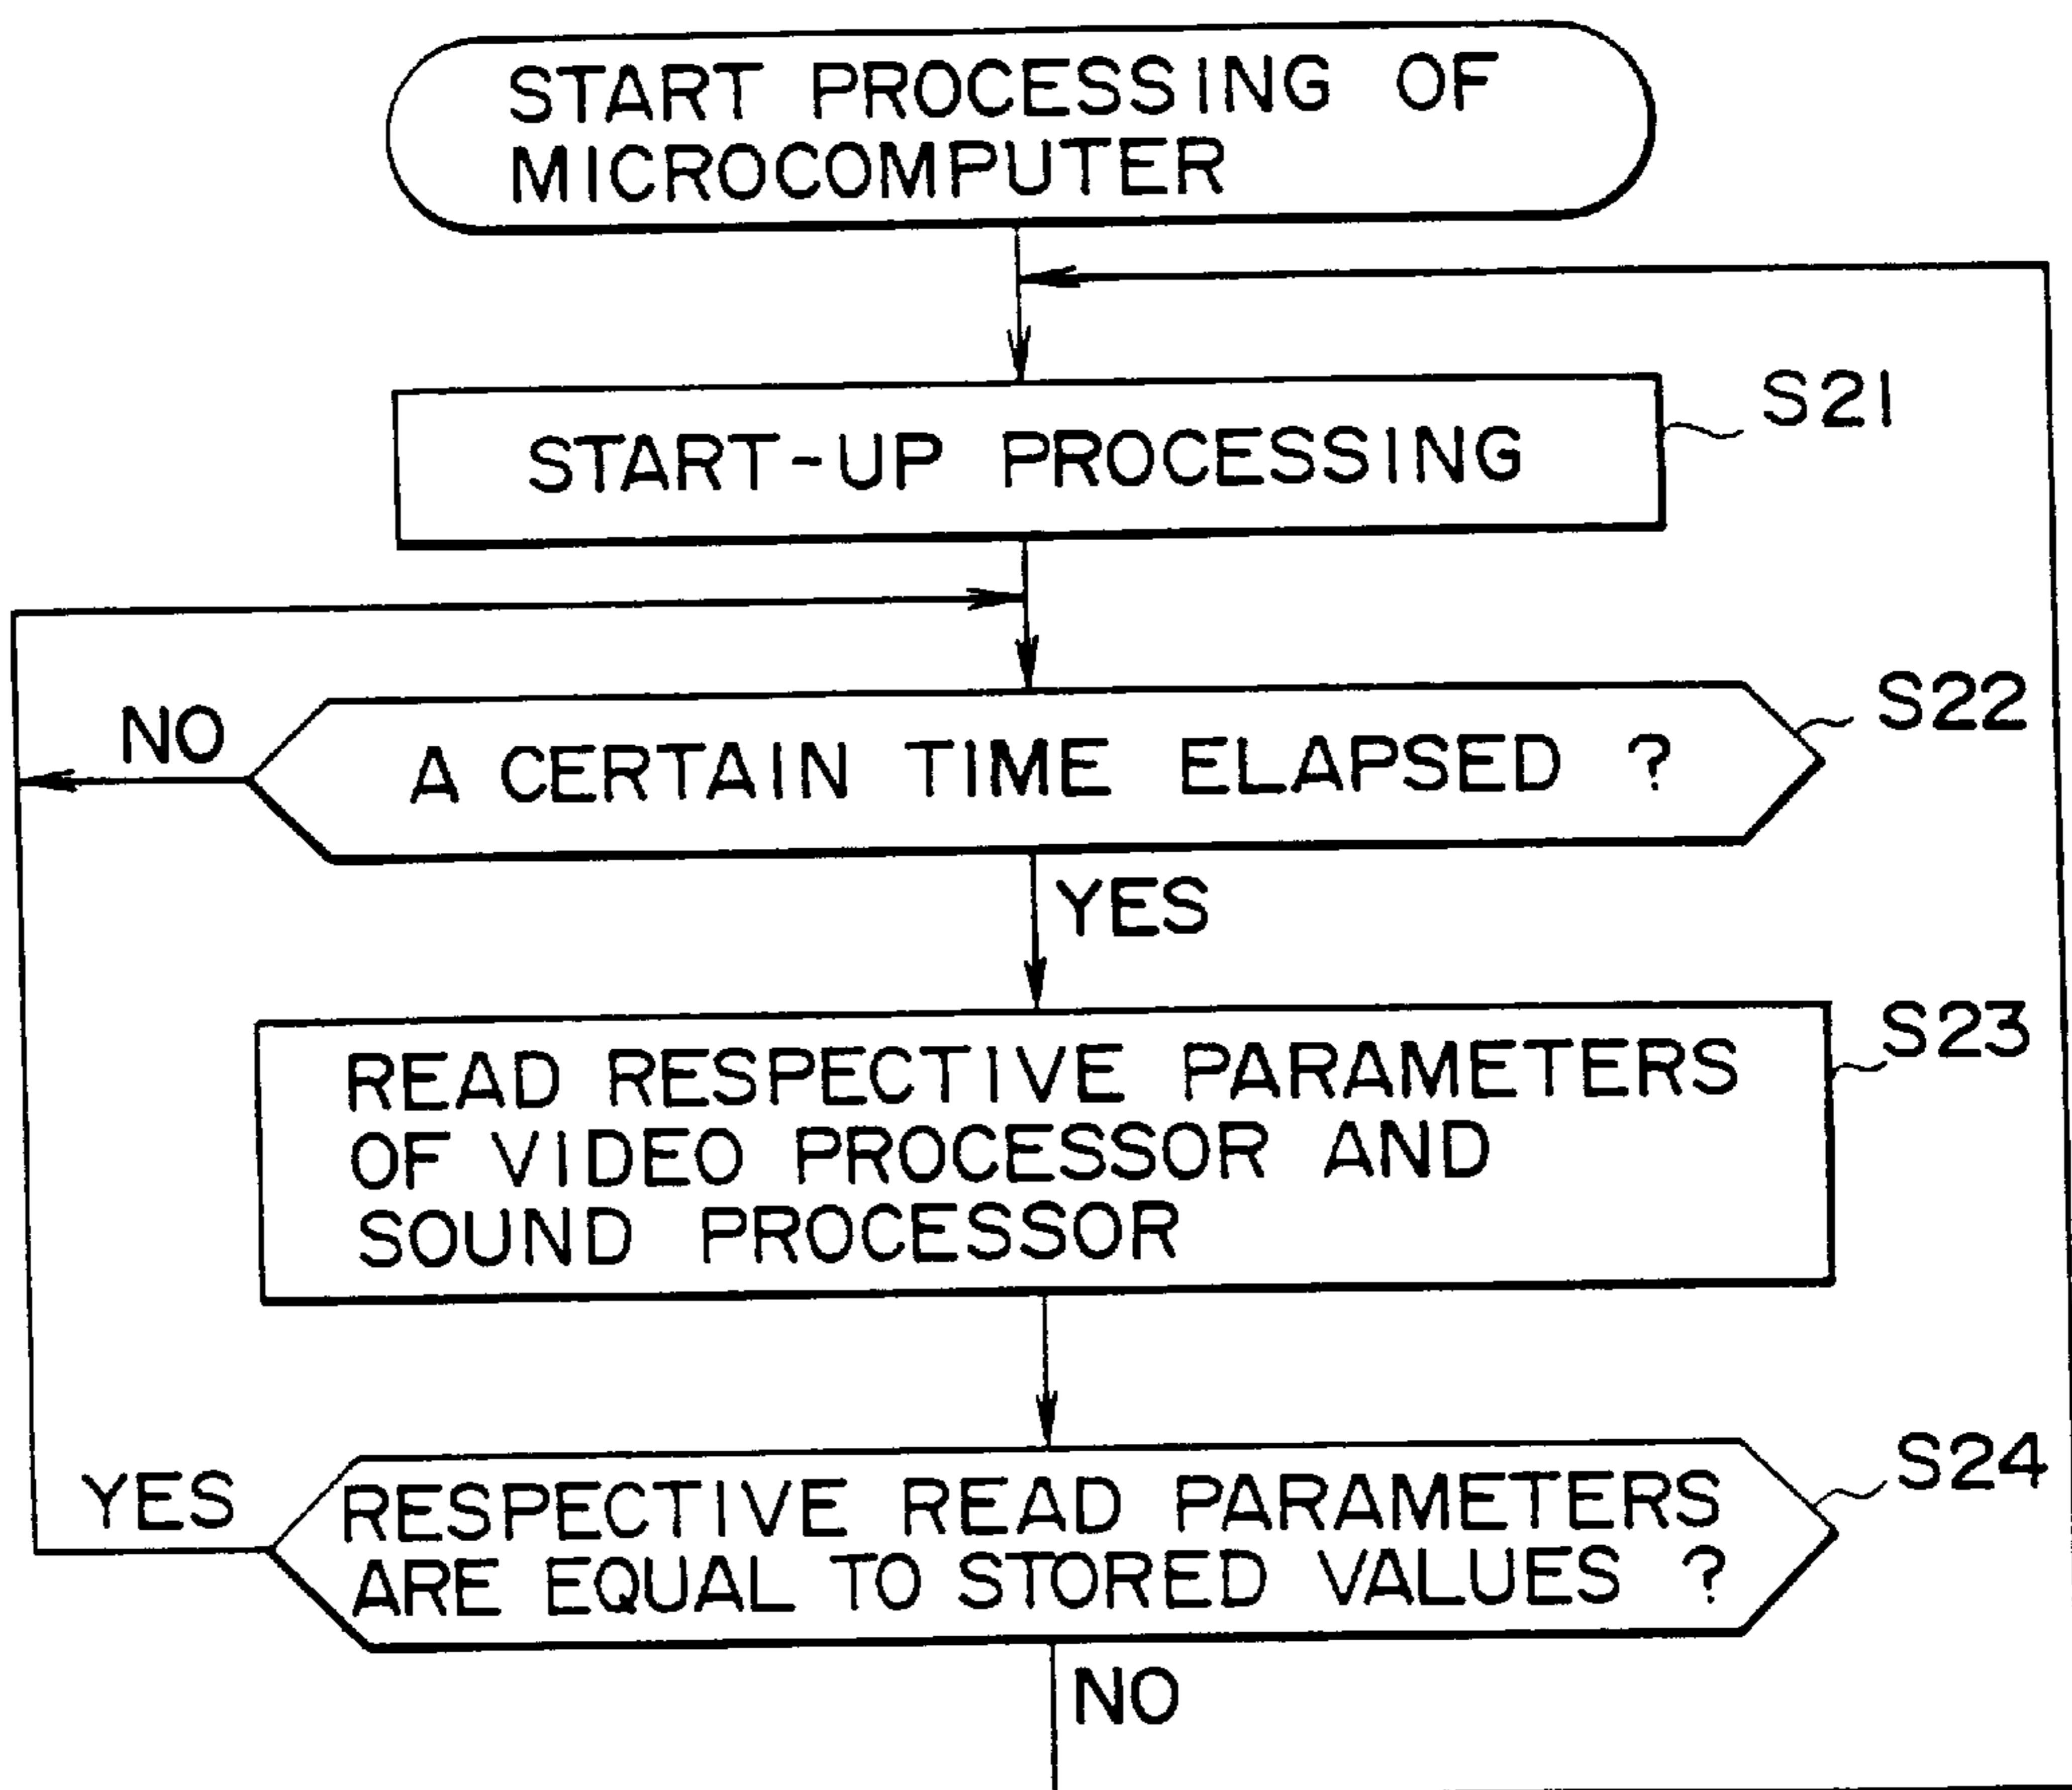 START PROCESSING OF
MICROCOMPUTER
START-UP PROCESSING
S21
NO
A CERTAIN TIME ELAPSED ?
S22
YES
READ RESPECTIVE PARAMETERS
OF VIDEO PROCESSOR AND
SOUND PROCESSOR
S23
YES
RESPECTIVE READ PARAMETERS
ARE EQUAL TO STORED VALUES ?
S24
NO